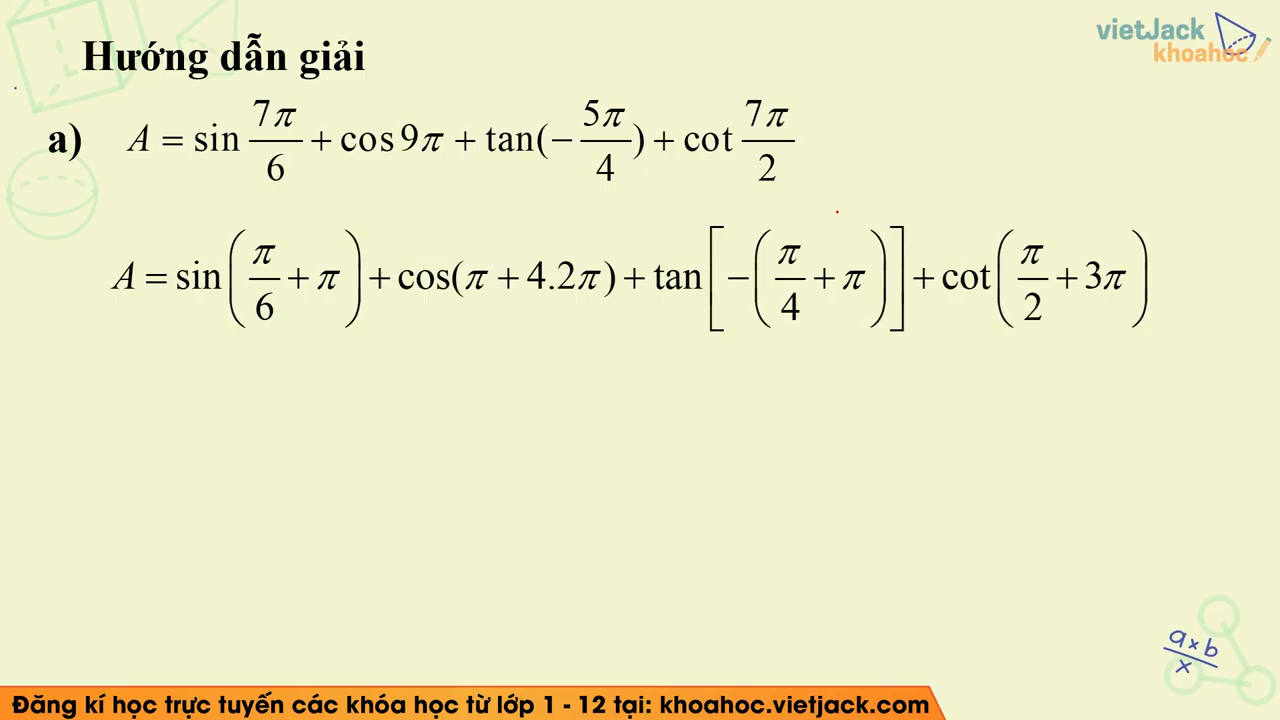 vietJack
khoahoc
Hướng dẫn giải
a) A = sin 7π/6 + cos 9π + tan(− 5π/4) + cot 7π/2
A = sin(π/6 + π) + cos(π + 4.2π) + tan[−(π/4 + π)] + cot(π/2 + 3π)
a×b
x
Đăng kí học trực tuyến các khóa học từ lớp 1 - 12 tại: khoahoc.vietjack.com